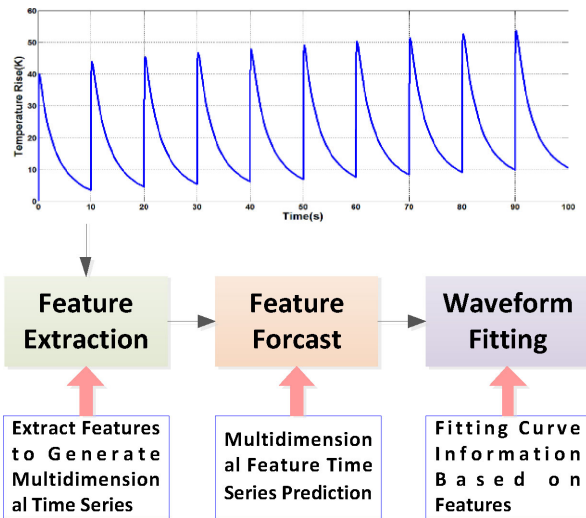 60
50
40
30
20
10
0
Temperature Rise(K)
0 10 20 30 40 50 60 70 80 90 100
Time(s)
Feature
Extraction
Feature
Forcast
Waveform
Fitting
Extract Features
to Generate
Multidimension
al Time Series
Multidimension
al Feature Time
Series Prediction
Fitting Curve
Information
Based on
Features